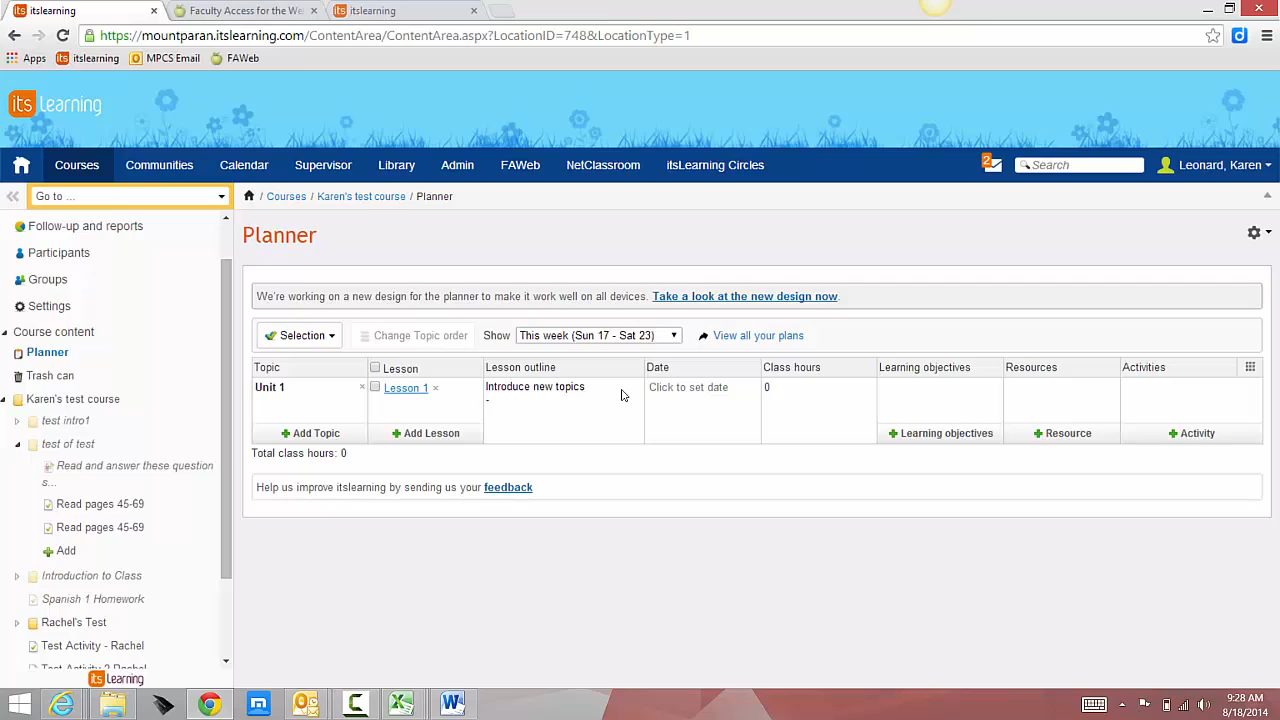 itslearning
Faculty Access for the We
itslearning
https://mountparan.itslearning.com/ContentArea/ContentArea.aspx?LocationID=748&LocationType=1
Apps itslearning MPCS Email FAWeb
its learning
Courses Communities Calendar Supervisor Library Admin FAWeb NetClassroom itsLearning Circles 2 Search Leonard, Karen
Go to ... / Courses / Karen's test course / Planner
Follow-up and reports
Participants
Groups
Settings
Course content
Planner
Trash can
Karen's test course
test intro1
test of test
Read and answer these question
s...
Read pages 45-69
Read pages 45-69
Add
Introduction to Class
Spanish 1 Homework
Rachel's Test
Test Activity - Rachel
Test Activity 2 Rachel
its learning
Planner
We're working on a new design for the planner to make it work well on all devices. Take a look at the new design now.
Selection Change Topic order Show This week (Sun 17 - Sat 23) View all your plans
Topic Lesson Lesson outline Date Class hours Learning objectives Resources Activities
Unit 1 × Lesson 1 × Introduce new topics Click to set date 0
-
Add Topic Add Lesson Learning objectives Resource Activity
Total class hours: 0
Help us improve itslearning by sending us your feedback
9:28 AM
8/18/2014